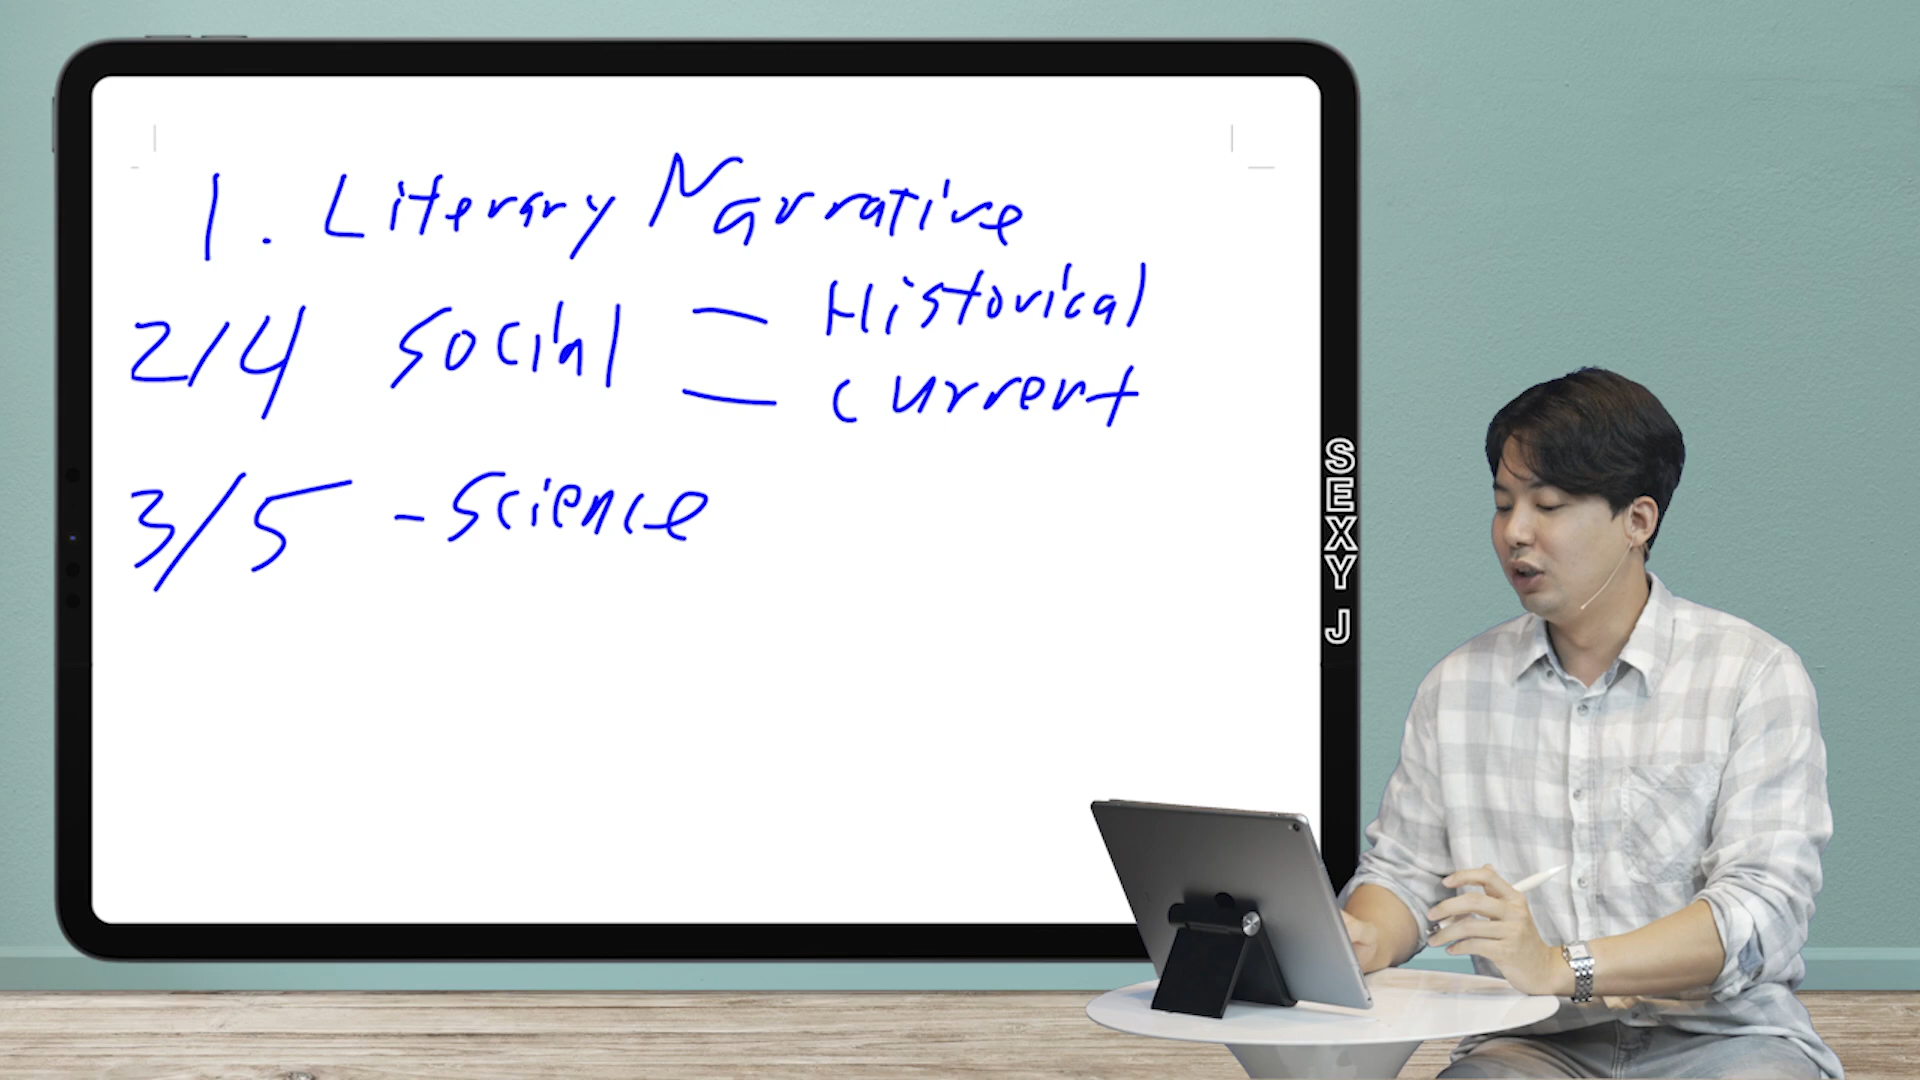 1. Literary Narrative
2/4 Social - Historical
- Current
3/5 - Science
SEXY J